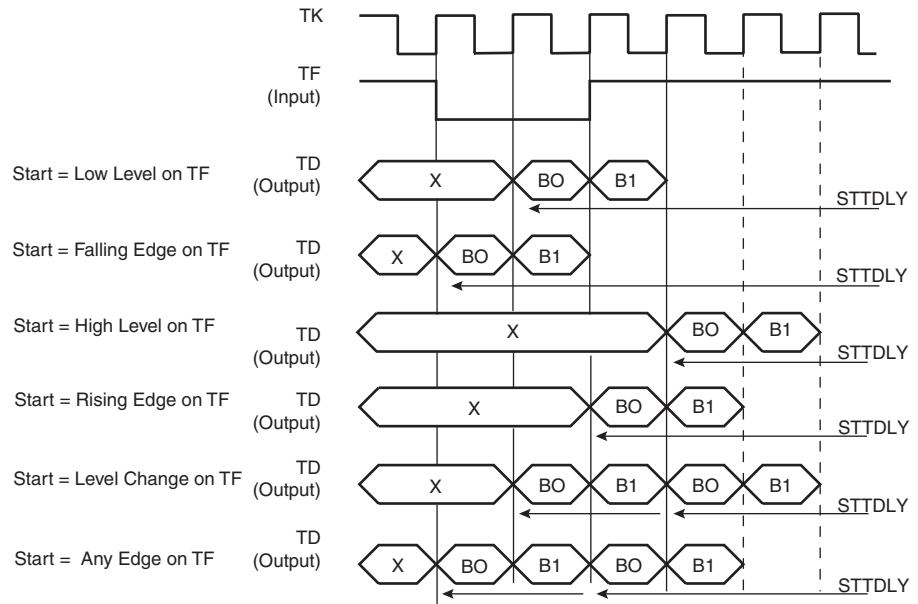 TK
TF
(Input)
Start = Low Level on TF
TD
(Output)
X
BO
B1
STTDLY
Start = Falling Edge on TF
TD
(Output)
X
BO
B1
STTDLY
Start = High Level on TF
TD
(Output)
X
BO
B1
STTDLY
Start = Rising Edge on TF
TD
(Output)
X
BO
B1
STTDLY
Start = Level Change on TF
TD
(Output)
X
BO
B1
BO
B1
STTDLY
Start = Any Edge on TF
TD
(Output)
X
BO
B1
BO
B1
STTDLY